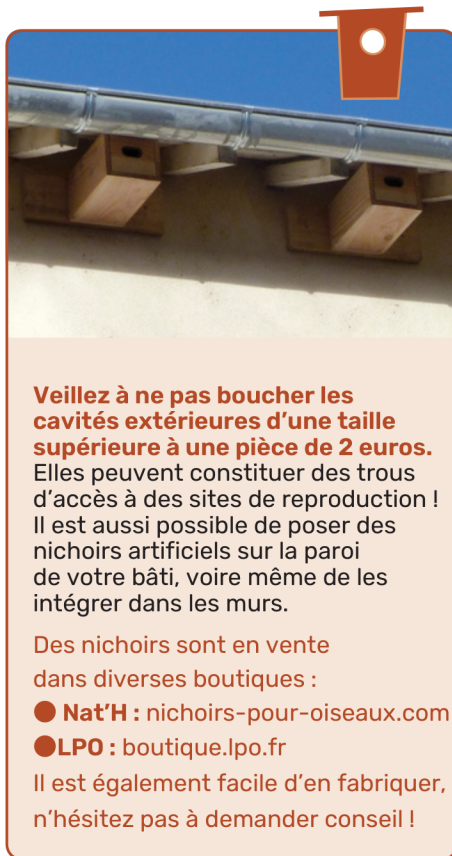 Veillez à ne pas boucher les
cavités extérieures d’une taille
supérieure à une pièce de 2 euros.
Elles peuvent constituer des trous
d’accès à des sites de reproduction !
Il est aussi possible de poser des
nichoirs artificiels sur la paroi
de votre bâti, voire même de les
intégrer dans les murs.
Des nichoirs sont en vente
dans diverses boutiques :
● Nat’H : nichoirs-pour-oiseaux.com
●LPO : boutique.lpo.fr
Il est également facile d’en fabriquer,
n’hésitez pas à demander conseil !